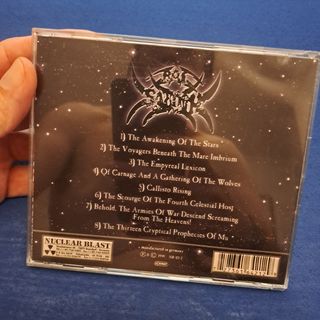 BAL
SAGOTH
1) The Awakening Of The Stars
2) The Voyagers Beneath The Mare Imbrium
3) The Empyreal Lexicon
4) Of Carnage And A Gathering Of The Wolves
5) Callisto Rising
6) The Scourge Of The Fourth Celestial Host
7) Behold, The Armies Of War Descend Screaming
From The Heavens!
8) The Thirteen Cryptical Prophecies Of Mu
NUCLEAR BLAST
manufactured in germany